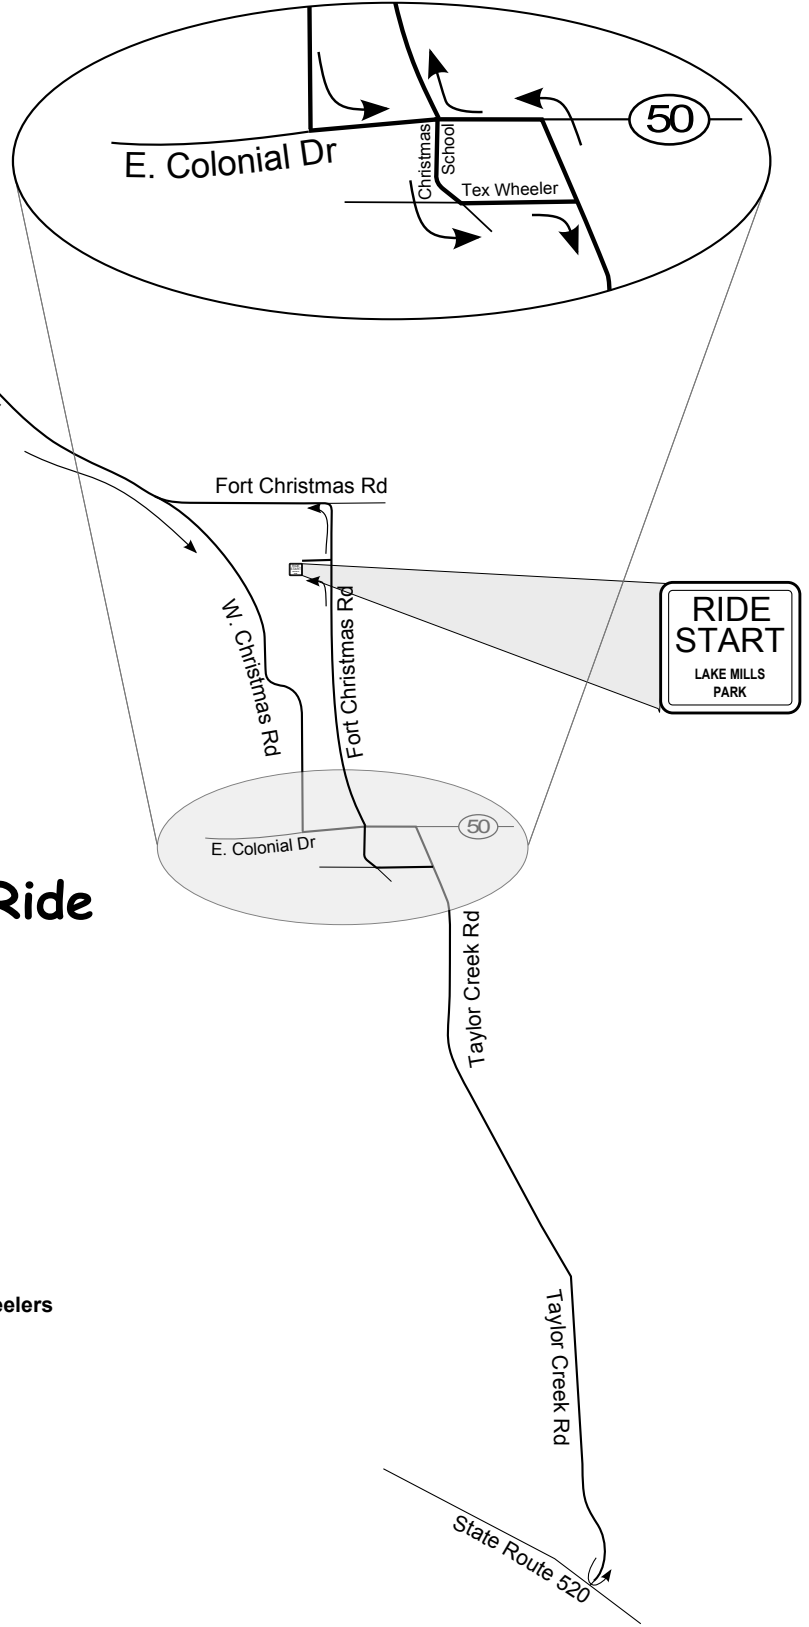 50
E. Colonial Dr
Christmas
School
Tex Wheeler
Fort Christmas Rd
RIDE
START
LAKE MILLS
PARK
W. Christmas Rd
Fort Christmas Rd
50
E. Colonial Dr
Ride
Taylor Creek Rd
eelers
Taylor Creek Rd
State Route 520